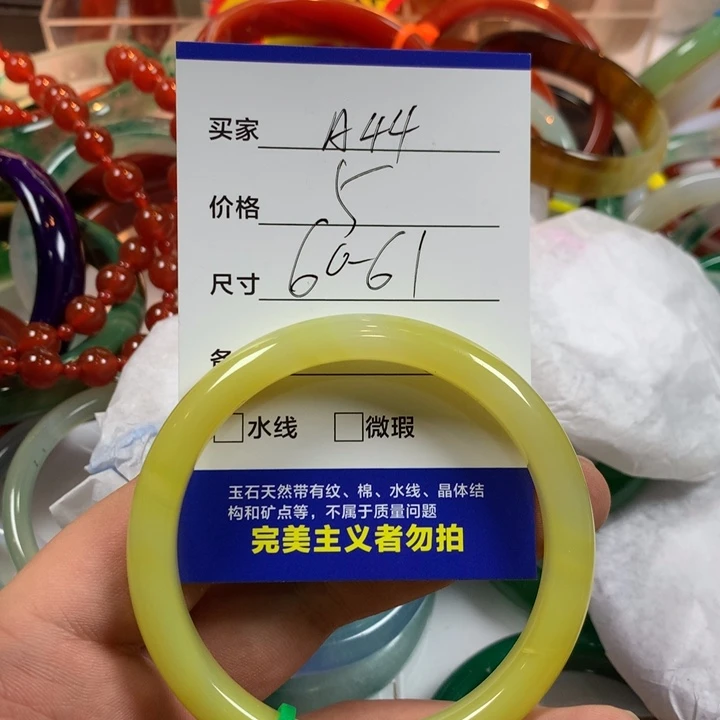 买家 A44
价格 5
尺寸 60-61
备
水线 微瑕
玉石天然带有纹、棉、水线、晶体结
构和矿点等，不属于质量问题
完美主义者勿拍